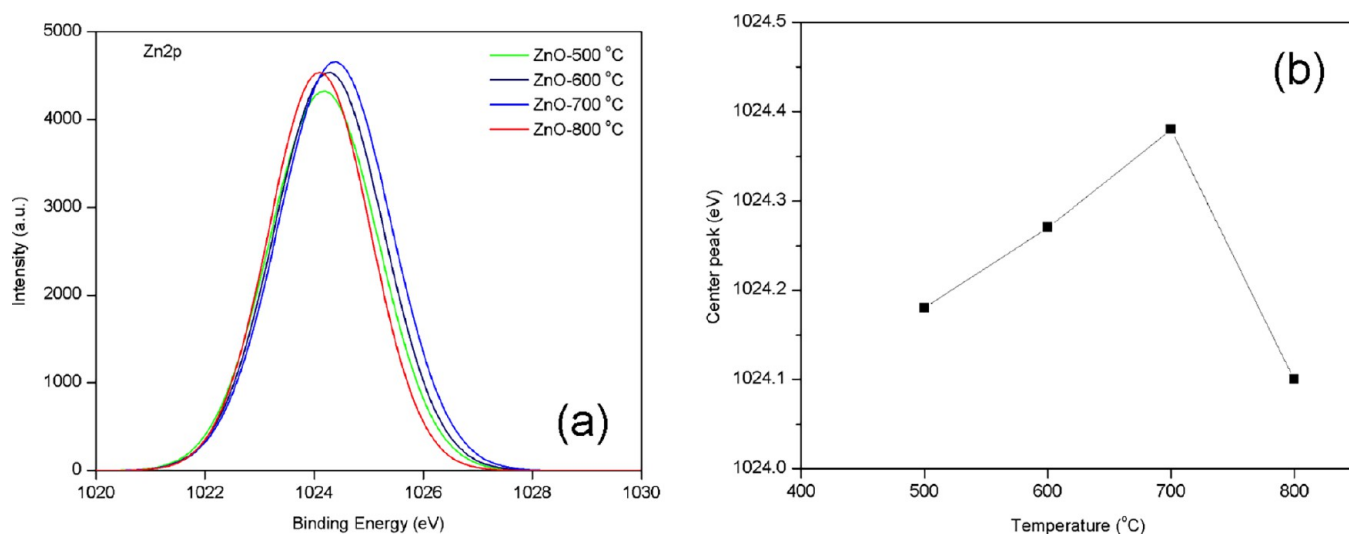 Zn2p
ZnO-500 °C
ZnO-600 °C
ZnO-700 °C
ZnO-800 °C
5000
4000
3000
2000
1000
0
Intensity (a.u.)
1020 1022 1024 1026 1028 1030
Binding Energy (eV)
(a)
(b)
1024.5
1024.4
1024.3
1024.2
1024.1
1024.0
Center peak (eV)
400 500 600 700 800
Temperature (°C)